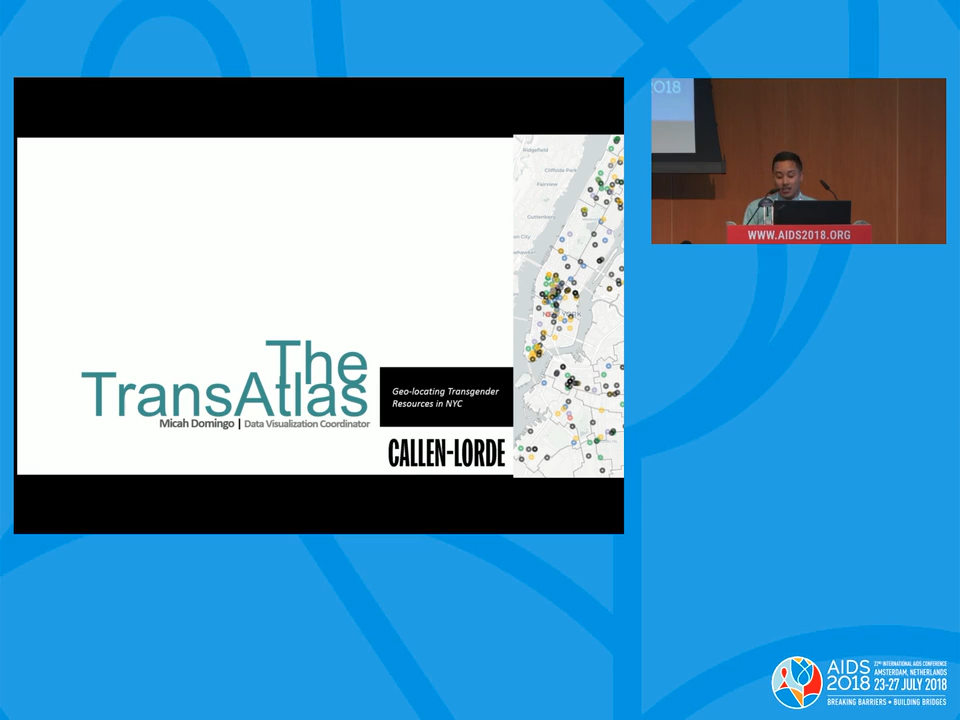 The
TransAtlas
Micah Domingo | Data Visualization Coordinator
Geo-locating Transgender
Resources in NYC
CALLEN-LORDE
Ridgefield
Cliffside Park
Fairview
Guttenberg
018
WWW.AIDS2018.ORG
AIDS
2018
22ND INTERNATIONAL AIDS CONFERENCE
AMSTERDAM, NETHERLANDS
23-27 JULY 2018
BREAKING BARRIERS • BUILDING BRIDGES